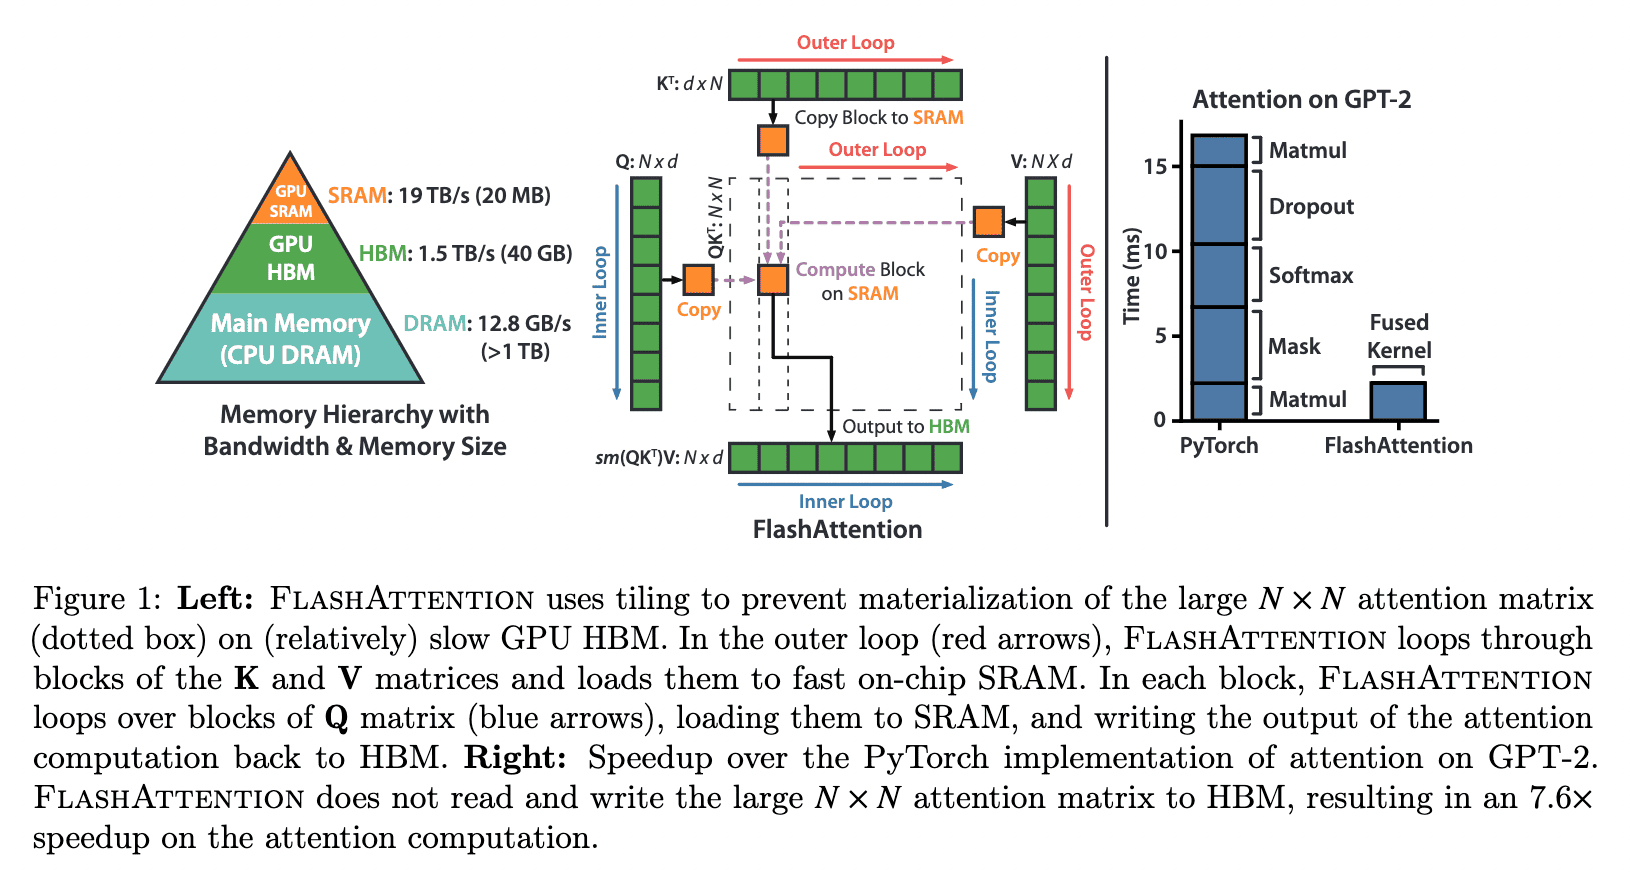 GPU
SRAM
SRAM: 19 TB/s (20 MB)
GPU
HBM
HBM: 1.5 TB/s (40 GB)
Main Memory
(CPU DRAM)
DRAM: 12.8 GB/s
(>1 TB)
Memory Hierarchy with
Bandwidth & Memory Size
Outer Loop
Kᵀ: d x N
Copy Block to SRAM
Outer Loop
Q: N x d
V: N X d
QKᵀ: N x N
Copy
Inner Loop
Copy
Compute Block
on SRAM
Inner Loop
Outer Loop
Output to HBM
sm(QKᵀ)V: N x d
Inner Loop
FlashAttention
Attention on GPT-2
Time (ms)
15
10
5
0
Matmul
Dropout
Softmax
Mask
Matmul
Fused
Kernel
PyTorch
FlashAttention
Figure 1: Left: FLASHATTENTION uses tiling to prevent materialization of the large N × N attention matrix
(dotted box) on (relatively) slow GPU HBM. In the outer loop (red arrows), FLASHATTENTION loops through
blocks of the K and V matrices and loads them to fast on-chip SRAM. In each block, FLASHATTENTION
loops over blocks of Q matrix (blue arrows), loading them to SRAM, and writing the output of the attention
computation back to HBM. Right: Speedup over the PyTorch implementation of attention on GPT-2.
FLASHATTENTION does not read and write the large N × N attention matrix to HBM, resulting in an 7.6×
speedup on the attention computation.